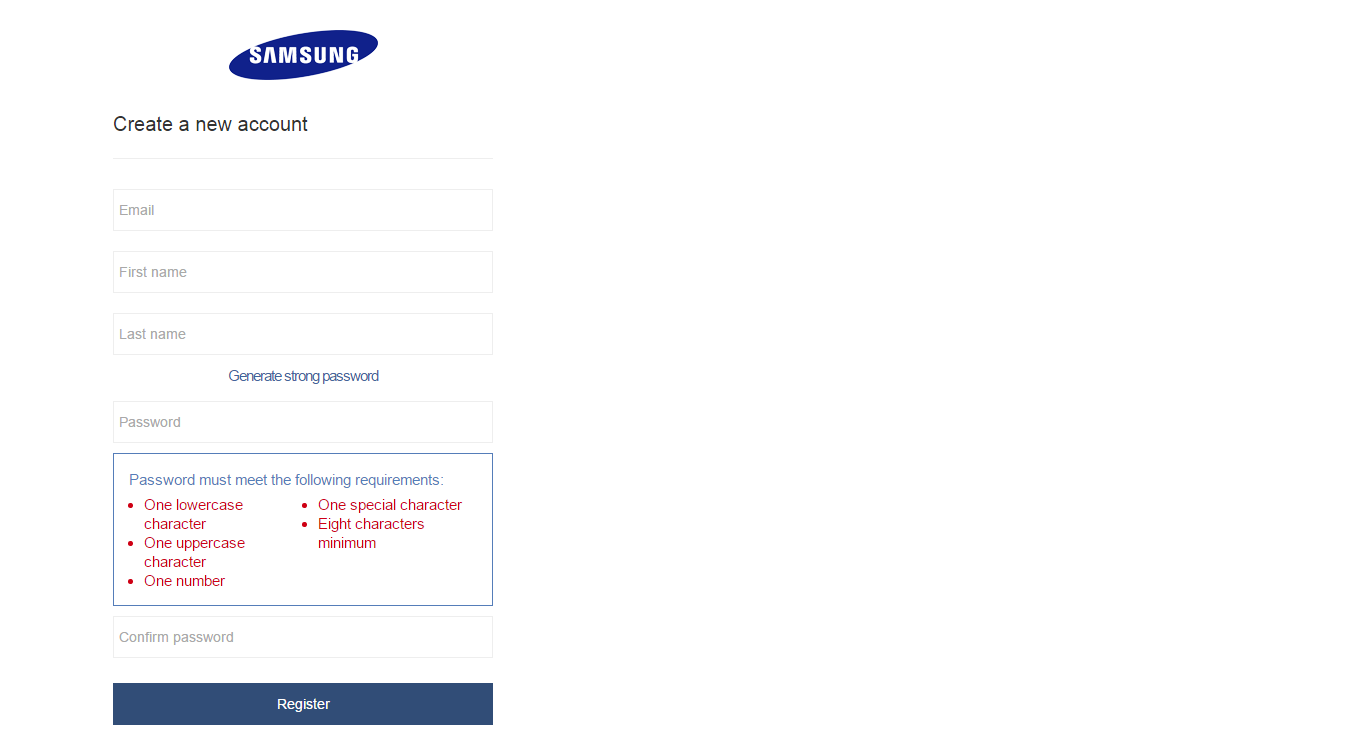 SAMSUNG
Create a new account
Email
First name
Last name
Generate strong password
Password
Password must meet the following requirements:
One lowercase
character
One uppercase
character
One number
One special character
Eight characters
minimum
Confirm password
Register